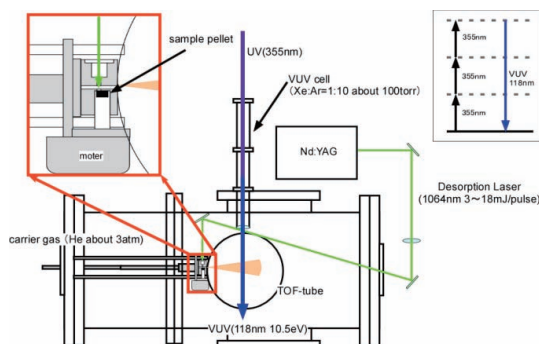 sample pellet
moter
UV(355nm)
VUV cell
(Xe:Ar=1:10 about 100torr)
Nd:YAG
355nm
355nm
355nm
VUV
118nm
Desorption Laser
(1064nm 3～18mJ/pulse)
carrier gas (He about 3atm)
TOF-tube
VUV(118nm 10.5eV)